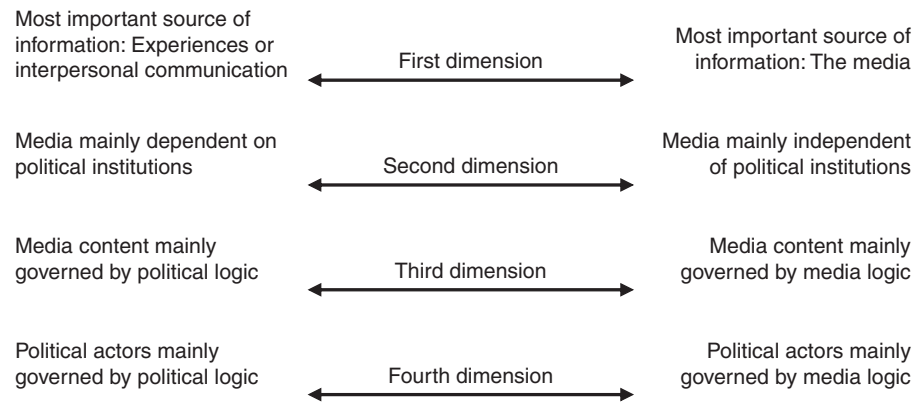 Most important source of
information: Experiences or
interpersonal communication
First dimension
Most important source of
information: The media
Media mainly dependent on
political institutions
Second dimension
Media mainly independent
of political institutions
Media content mainly
governed by political logic
Third dimension
Media content mainly
governed by media logic
Political actors mainly
governed by political logic
Fourth dimension
Political actors mainly
governed by media logic